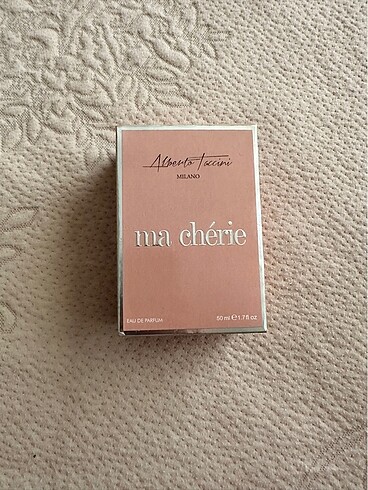 Alberto Taccini
MILANO
ma chérie
EAU DE PARFUM
50 ml ℮ 1.7 fl oz